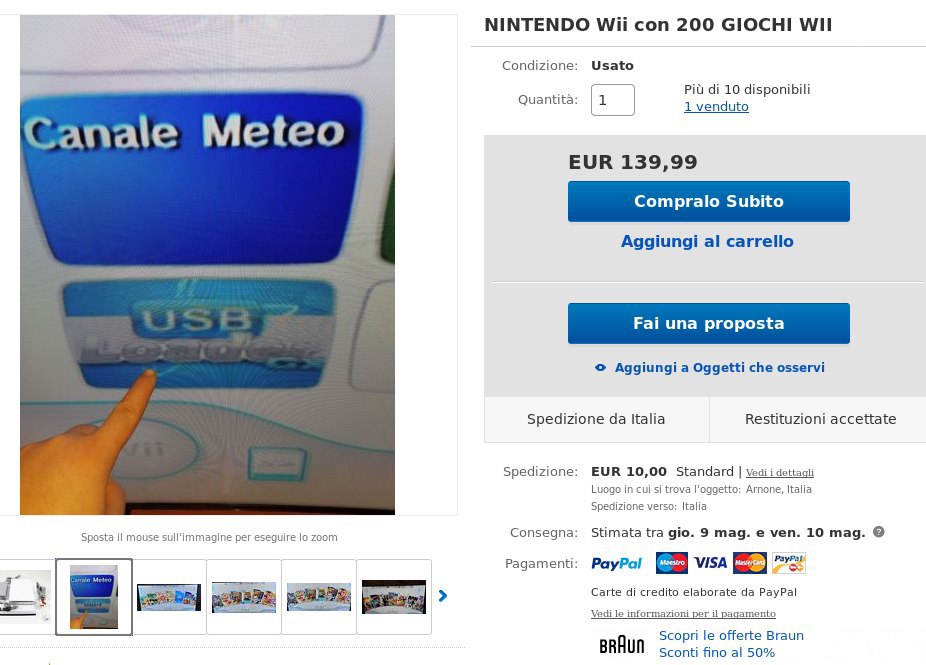 NINTENDO Wii con 200 GIOCHI WII
Condizione: Usato
Quantità: 1
Più di 10 disponibili
1 venduto
EUR 139,99
Compralo Subito
Aggiungi al carrello
Fai una proposta
Aggiungi a Oggetti che osservi
Spedizione da Italia
Restituzioni accettate
Spedizione: EUR 10,00 Standard | Vedi i dettagli
Luogo in cui si trova l'oggetto: Arnone, Italia
Spedizione verso: Italia
Consegna: Stimata tra gio. 9 mag. e ven. 10 mag. ?
Pagamenti: PayPal Maestro VISA MasterCard PayPal
Carte di credito elaborate da PayPal
Vedi le informazioni per il pagamento
BRAUN
Scopri le offerte Braun
Sconti fino al 50%
Canale Meteo
USB
Loader
GX
Wii
Sposta il mouse sull'immagine per eseguire lo zoom
Canale Meteo